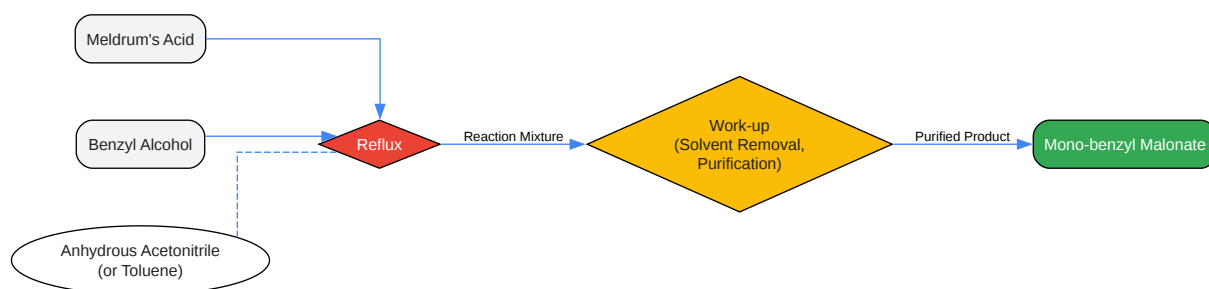 Meldrum's Acid
Benzyl Alcohol
Reflux
Reaction Mixture
Work-up
(Solvent Removal,
Purification)
Purified Product
Mono-benzyl Malonate
Anhydrous Acetonitrile
(or Toluene)